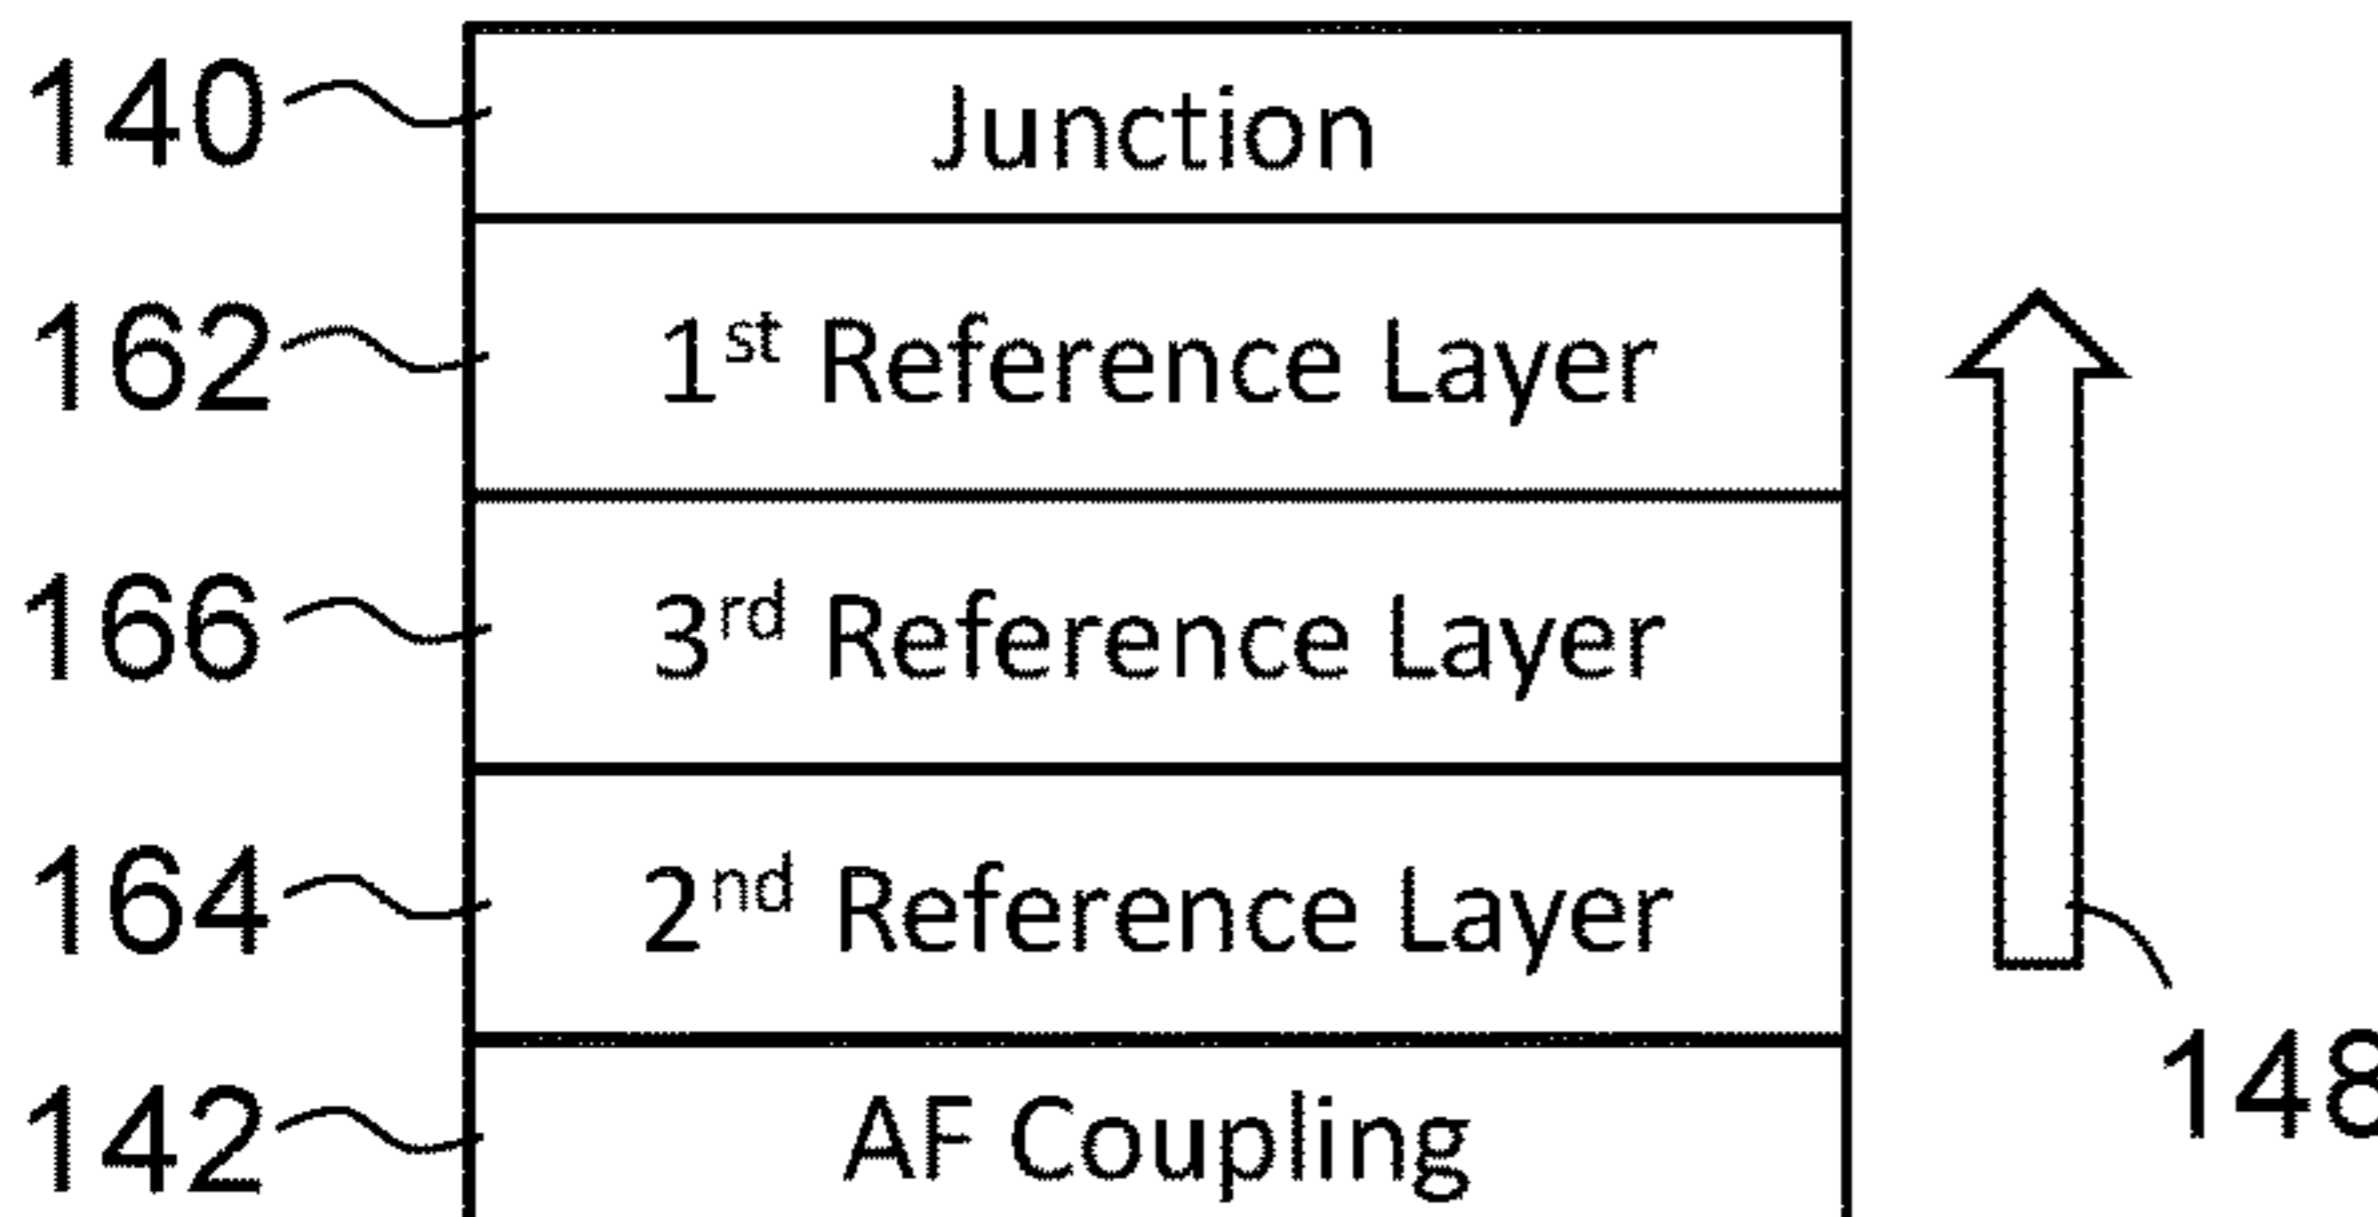 140 Junction
162 1st Reference Layer
166 3rd Reference Layer
164 2nd Reference Layer
148
142 AF Coupling